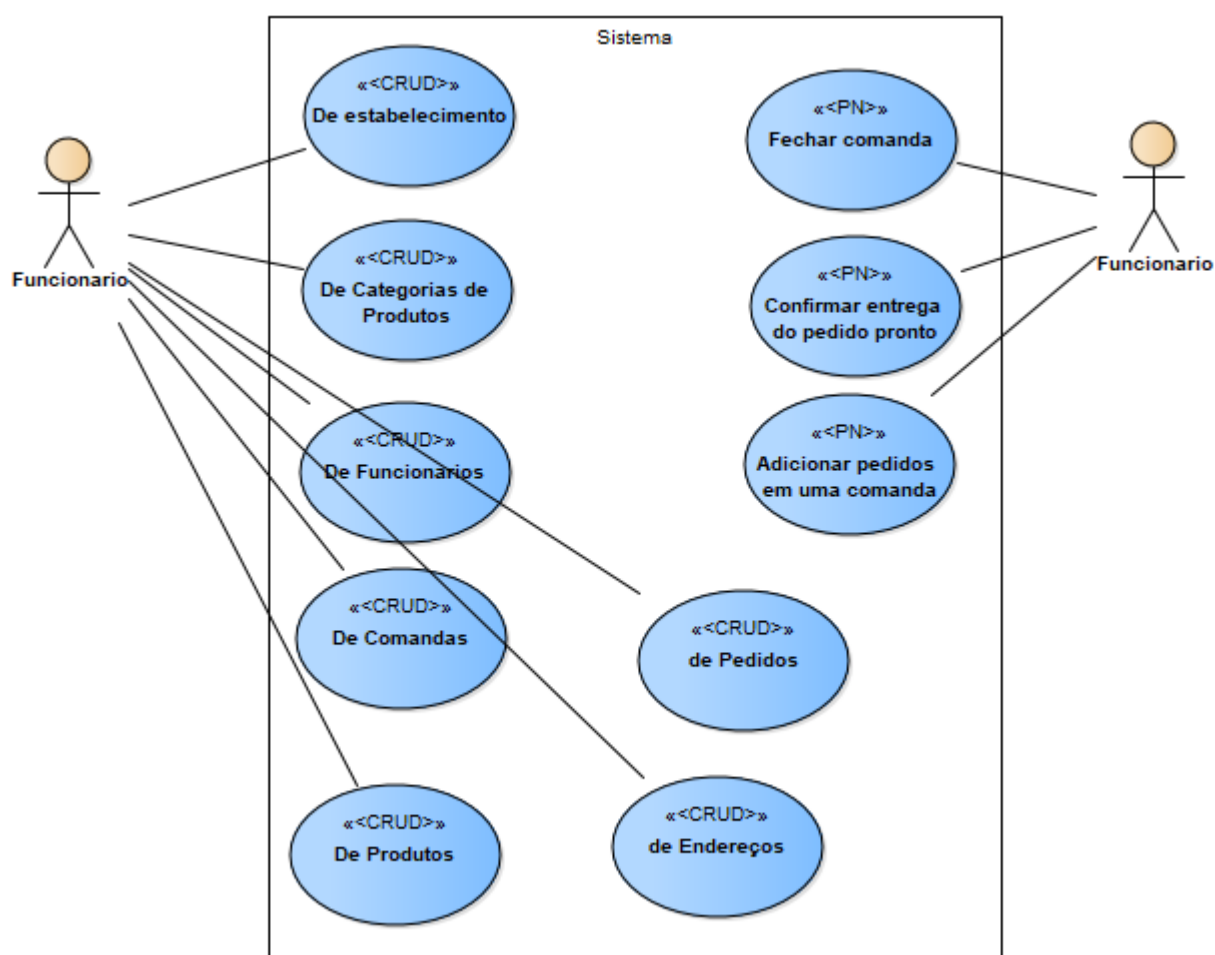 Sistema
«<CRUD>»
De estabelecimento
«<PN>»
Fechar comanda
Funcionario
Funcionario
«<CRUD>»
De Categorias de
Produtos
«<PN>»
Confirmar entrega
do pedido pronto
«<CRUD>»
De Funcionários
«<PN>»
Adicionar pedidos
em uma comanda
«<CRUD>»
De Comandas
«<CRUD>»
de Pedidos
«<CRUD>»
De Produtos
«<CRUD>»
de Endereços